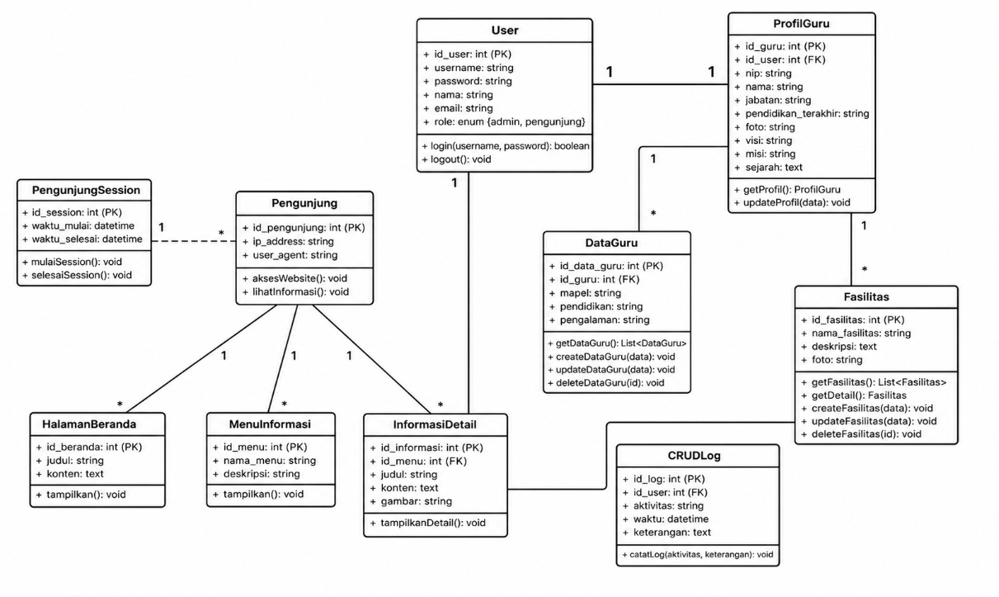 User
+ id_user: int (PK)
+ username: string
+ password: string
+ nama: string
+ email: string
+ role: enum {admin, pengunjung}
+ login(username, password): boolean
+ logout(): void
1
1
ProfilGuru
+ id_guru: int (PK)
+ id_user: int (FK)
+ nip: string
+ nama: string
+ jabatan: string
+ pendidikan_terakhir: string
+ foto: string
+ visi: string
+ misi: string
+ sejarah: text
+ getProfil(): ProfilGuru
+ updateProfil(data): void
1
*
1
1
*
PengunjungSession
+ id_session: int (PK)
+ waktu_mulai: datetime
+ waktu_selesai: datetime
+ mulaiSession(): void
+ selesaiSession(): void
1
*
Pengunjung
+ id_pengunjung: int (PK)
+ ip_address: string
+ user_agent: string
+ aksesWebsite(): void
+ lihatInformasi(): void
DataGuru
+ id_data_guru: int (PK)
+ id_guru: int (FK)
+ mapel: string
+ pendidikan: string
+ pengalaman: string
+ getDataGuru(): List<DataGuru>
+ createDataGuru(data): void
+ updateDataGuru(data): void
+ deleteDataGuru(id): void
Fasilitas
+ id_fasilitas: int (PK)
+ nama_fasilitas: string
+ deskripsi: text
+ foto: string
+ getFasilitas(): List<Fasilitas>
+ getDetail(): Fasilitas
+ createFasilitas(data): void
+ updateFasilitas(data): void
+ deleteFasilitas(id): void
1
1
1
*
*
*
HalamanBeranda
+ id_beranda: int (PK)
+ judul: string
+ konten: text
+ tampilkan(): void
MenuInformasi
+ id_menu: int (PK)
+ nama_menu: string
+ deskripsi: string
+ tampilkan(): void
InformasiDetail
+ id_informasi: int (PK)
+ id_menu: int (FK)
+ judul: string
+ konten: text
+ gambar: string
+ tampilkanDetail(): void
CRUDLog
+ id_log: int (PK)
+ id_user: int (FK)
+ aktivitas: string
+ waktu: datetime
+ keterangan: text
+ catatLog(aktivitas, keterangan): void